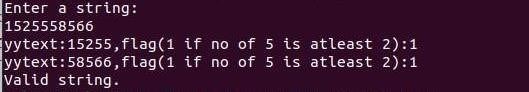 Enter a string:
1525558566
yytext:15255,flag(1 if no of 5 is atleast 2):1
yytext:58566,flag(1 if no of 5 is atleast 2):1
Valid string.